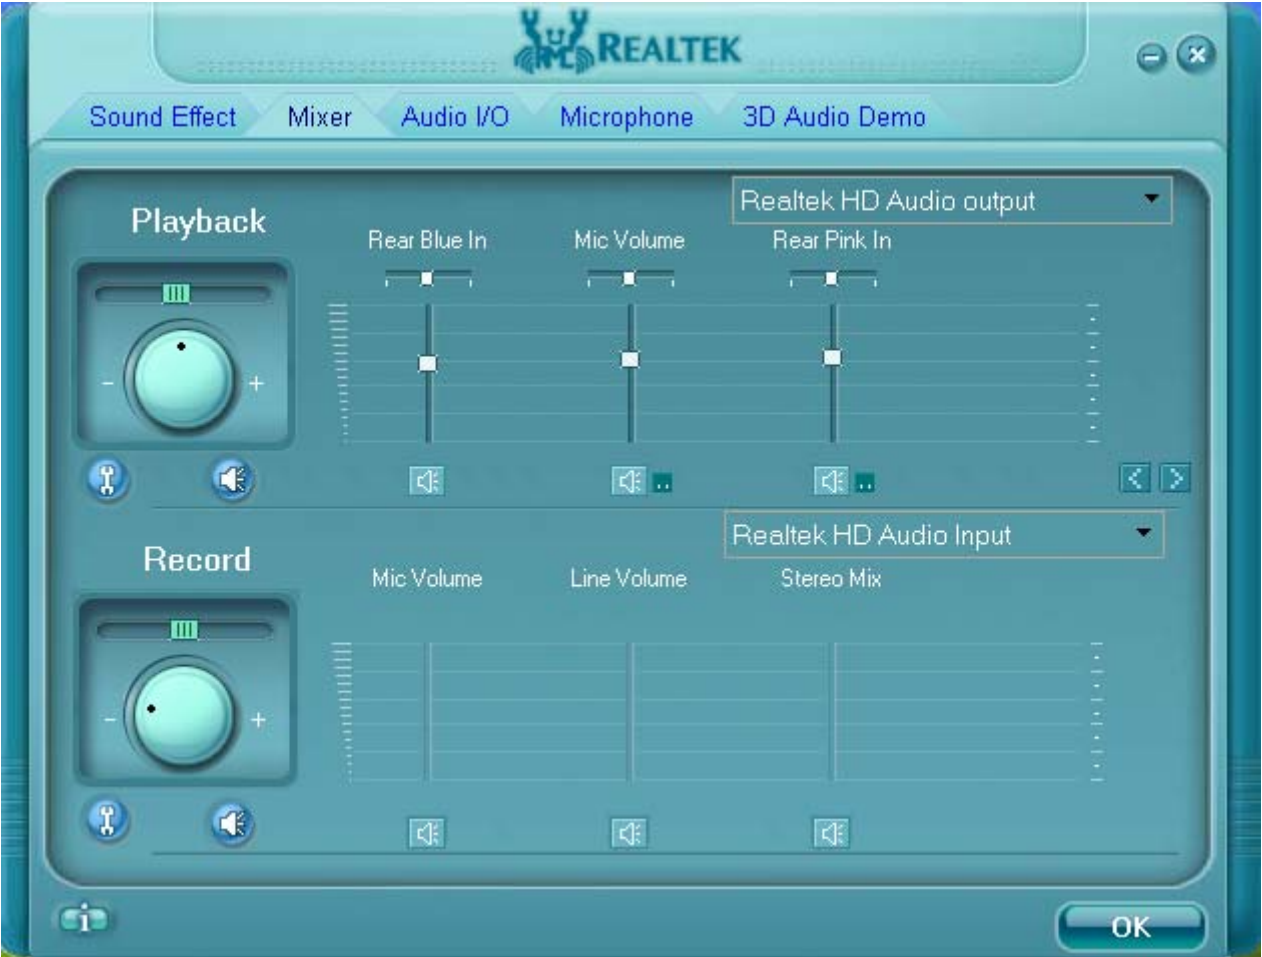 REALTEK
Sound Effect
Mixer
Audio I/O
Microphone
3D Audio Demo
Playback
Realtek HD Audio output
Rear Blue In
Mic Volume
Rear Pink In
- +
Record
Realtek HD Audio Input
Mic Volume
Line Volume
Stereo Mix
- +
i
OK